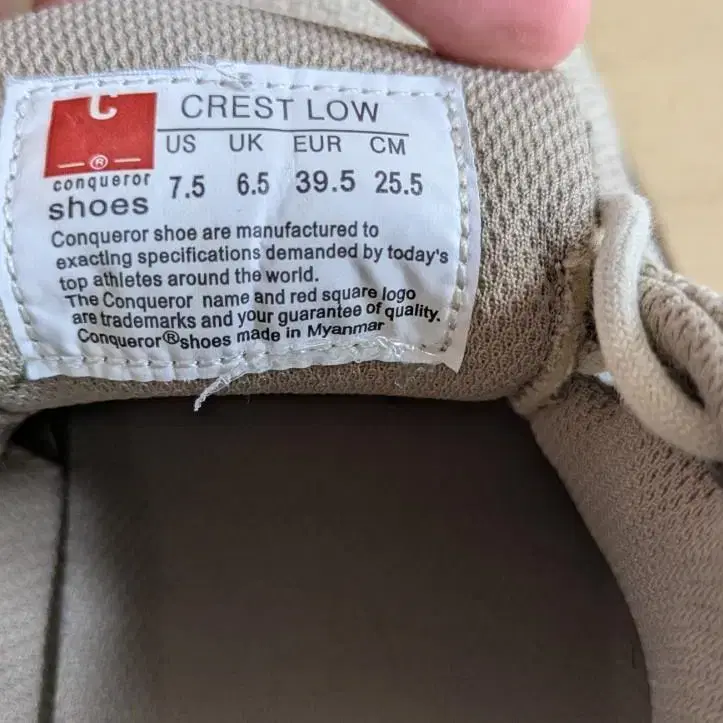 C
®
conqueror
shoes
CREST LOW
US UK EUR CM
7.5 6.5 39.5 25.5
Conqueror shoe are manufactured to
exacting specifications demanded by today's
top athletes around the world.
The Conqueror name and red square logo
are trademarks and your guarantee of quality.
Conqueror®shoes made in Myanmar